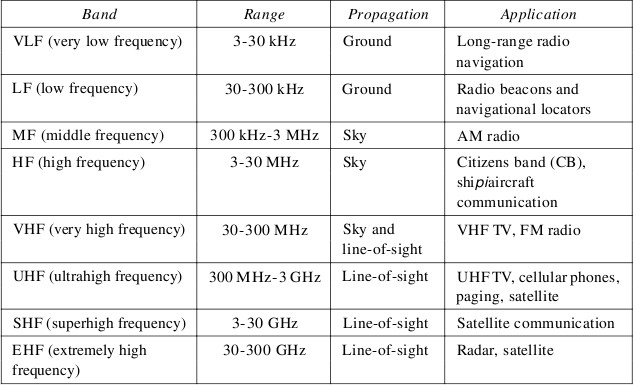 Band Range Propagation Application
VLF (very low frequency) 3-30 kHz Ground Long-range radio
navigation
LF (low frequency) 30-300 kHz Ground Radio beacons and
navigational locators
MF (middle frequency) 300 kHz-3 MHz Sky AM radio
HF (high frequency) 3-30 MHz Sky Citizens band (CB),
shipiaircraft
communication
VHF (very high frequency) 30-300 MHz Sky and VHF TV, FM radio
line-of-sight
UHF (ultrahigh frequency) 300 MHz-3 GHz Line-of-sight UHF TV, cellular phones,
paging, satellite
SHF (superhigh frequency) 3-30 GHz Line-of-sight Satellite communication
EHF (extremely high 30-300 GHz Line-of-sight Radar, satellite
frequency)